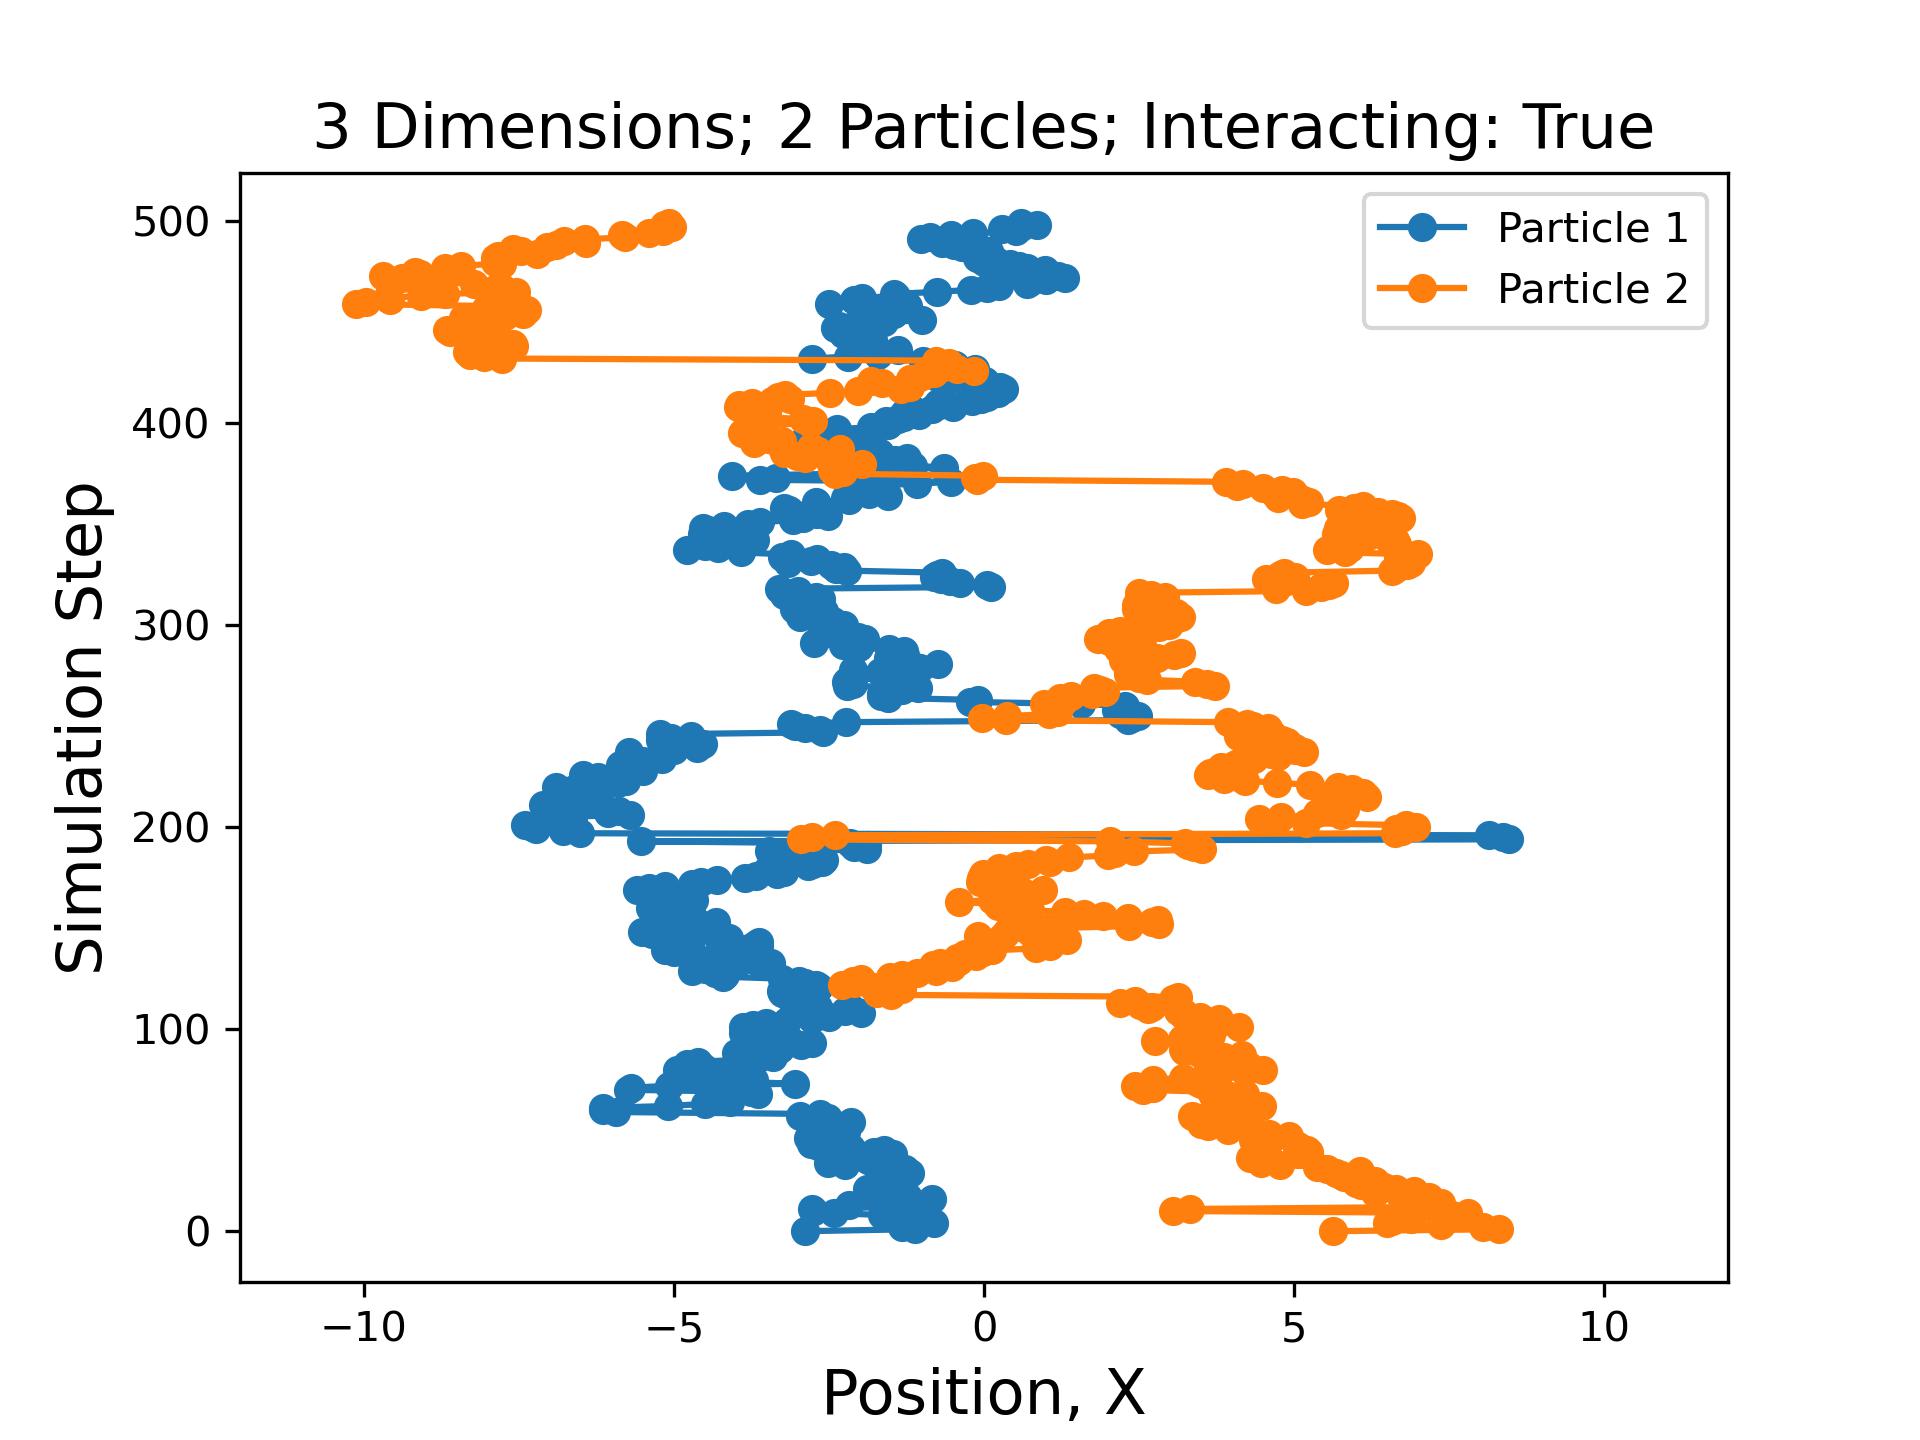 3 Dimensions; 2 Particles; Interacting: True
Particle 1
Particle 2
500
400
300
200
100
0
Simulation Step
−10
−5
0
5
10
Position, X